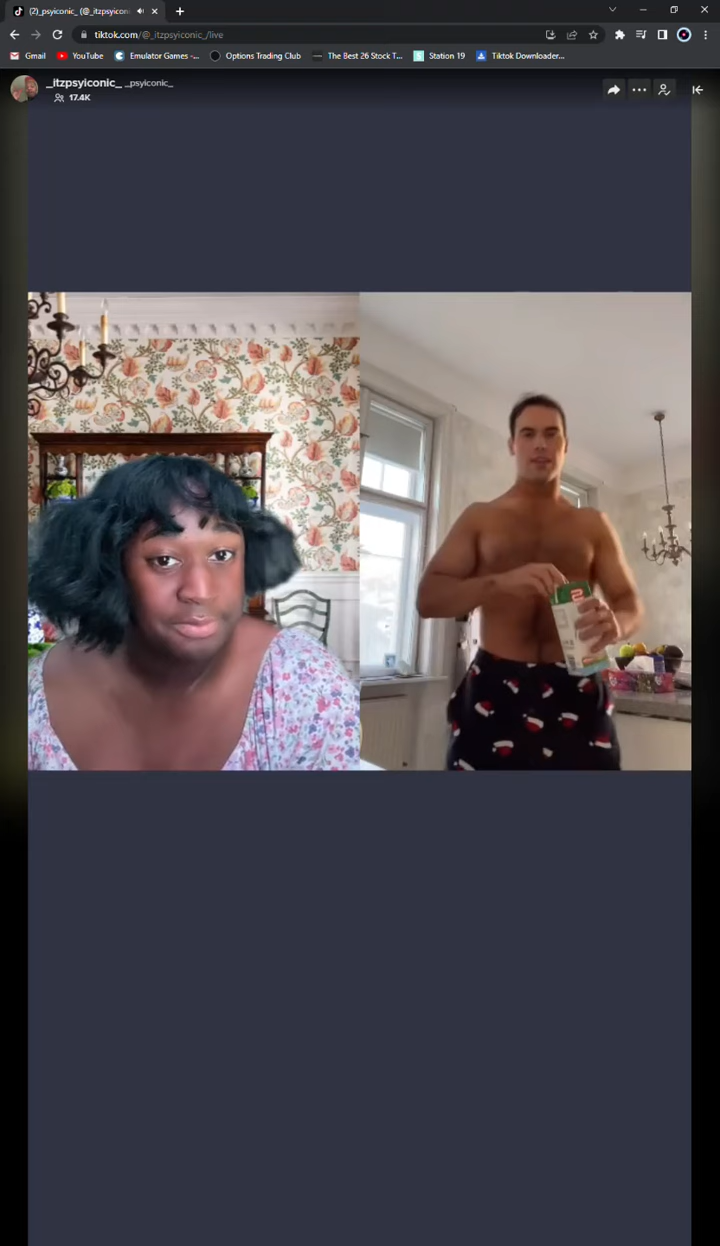 (2)_psyiconic_ (@_itzpsyiconi
tiktok.com/@_itzpsyiconic_/live
Gmail YouTube Emulator Games -... Options Trading Club The Best 26 Stock T... Station 19 Tiktok Downloader...
_itzpsyiconic_ _psyiconic_
17.4K